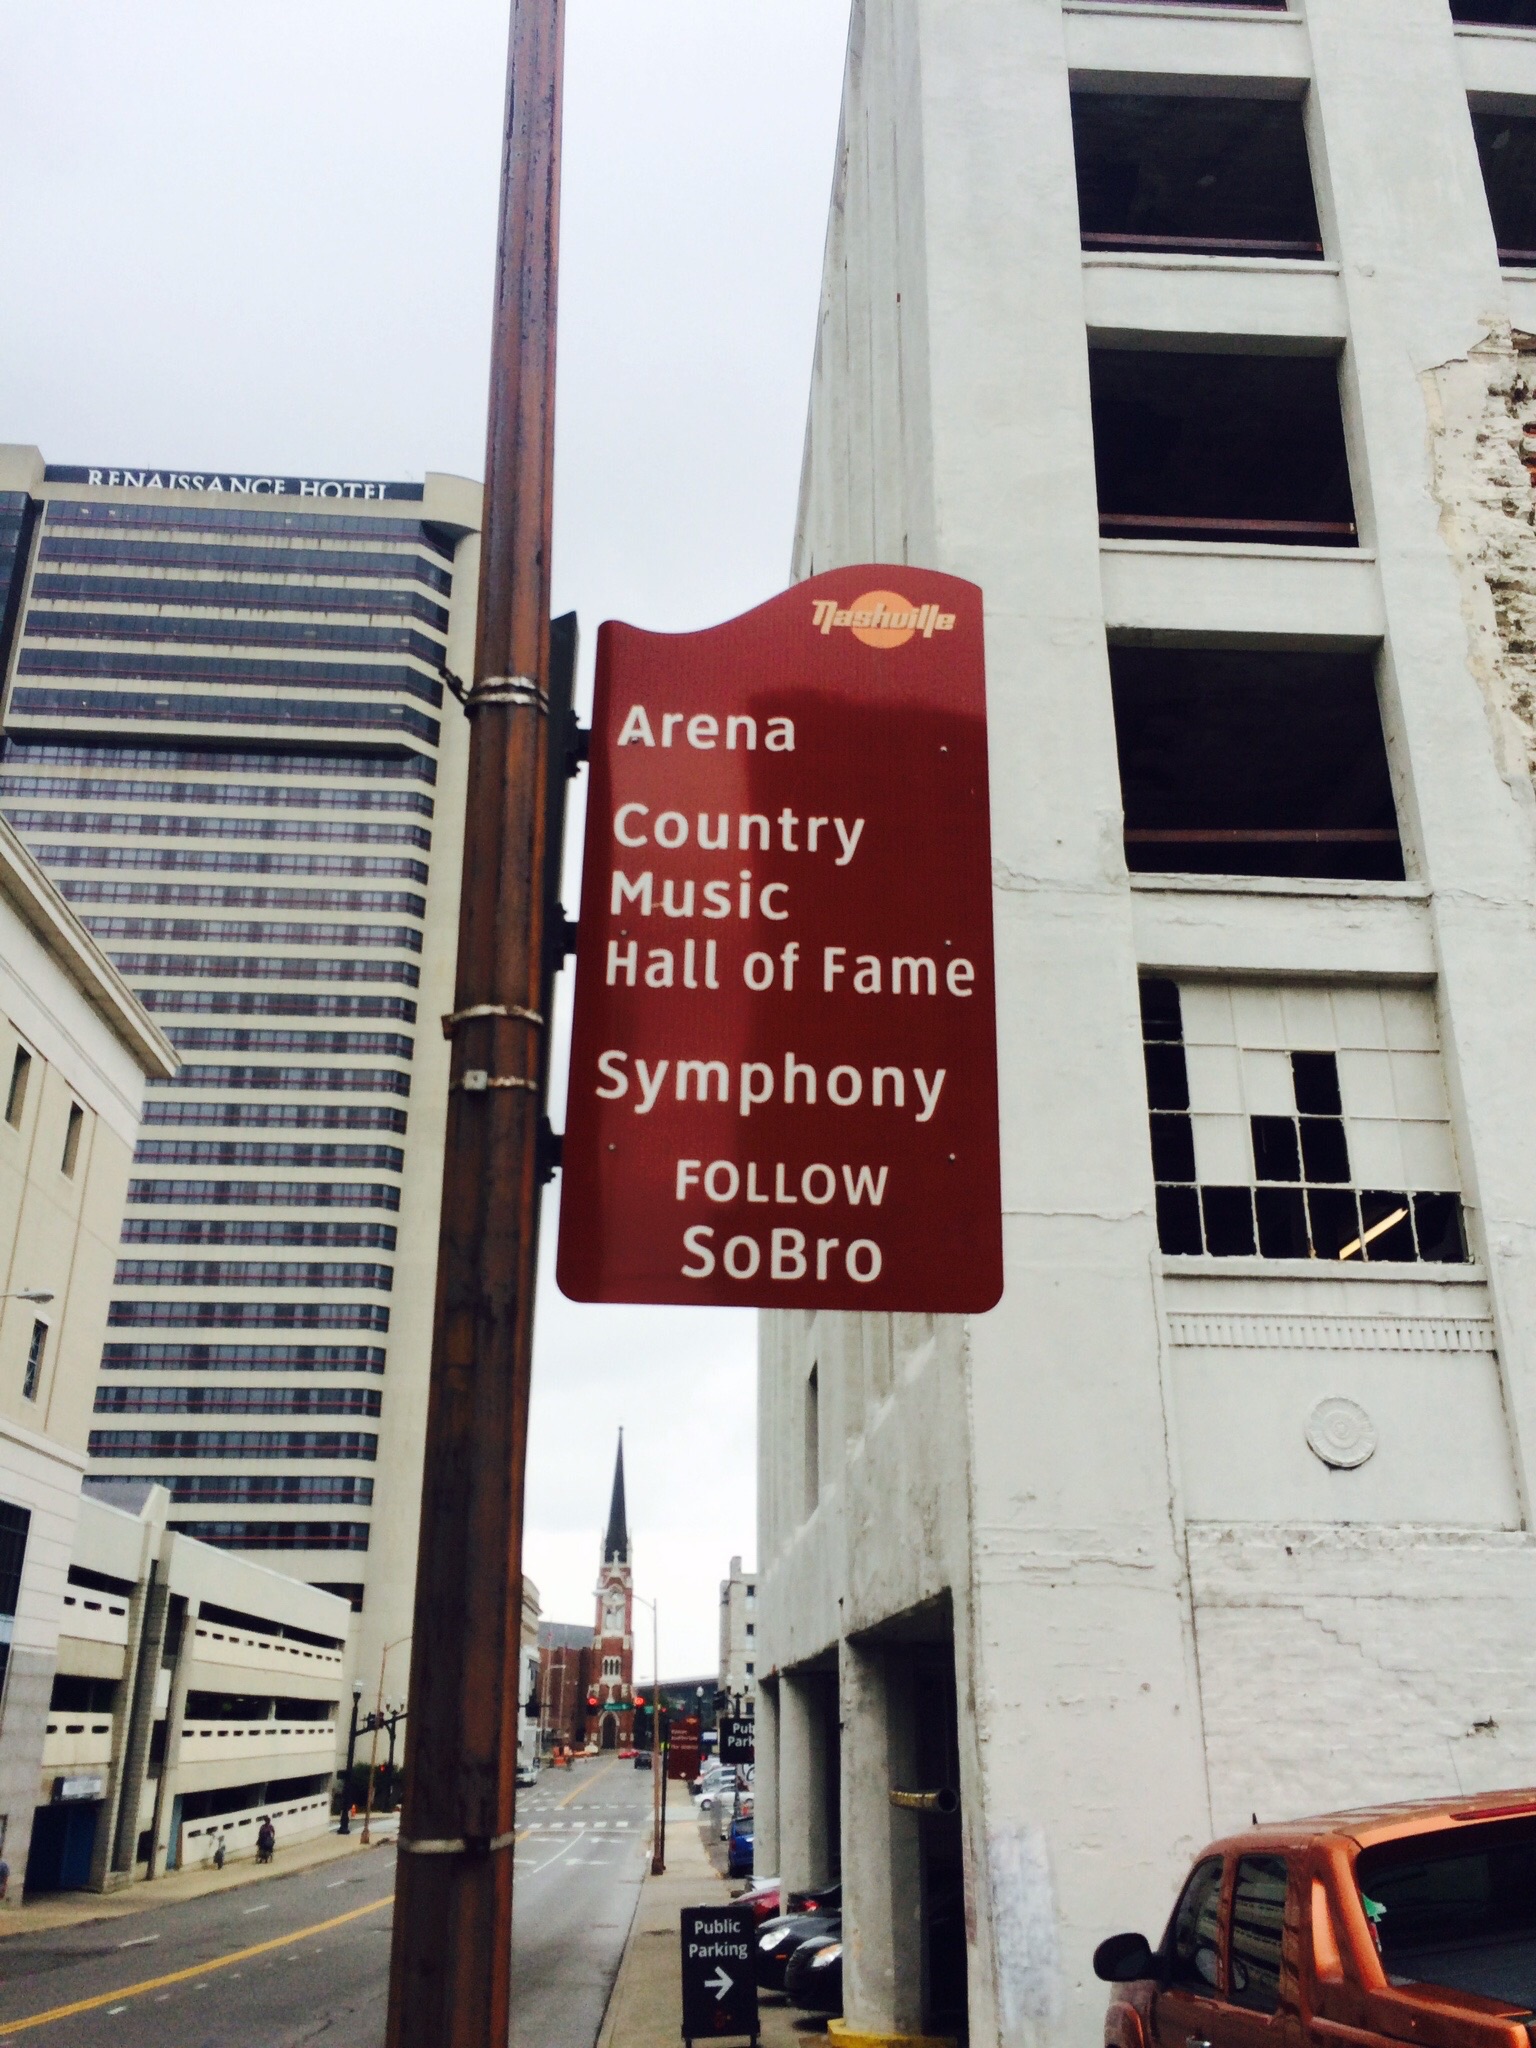 RENAISSANCE HOTEL
Nashville
Arena
Country
Music
Hall of Fame
Symphony
FOLLOW
SoBro
Public
Parking